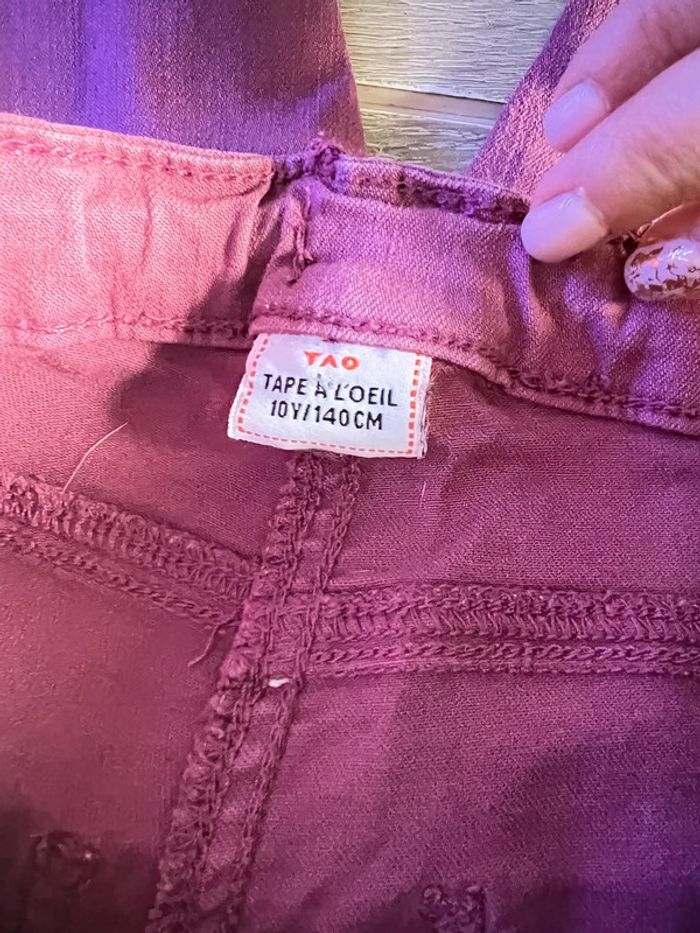 TAO
TAPE À L'OEIL
10Y/140CM